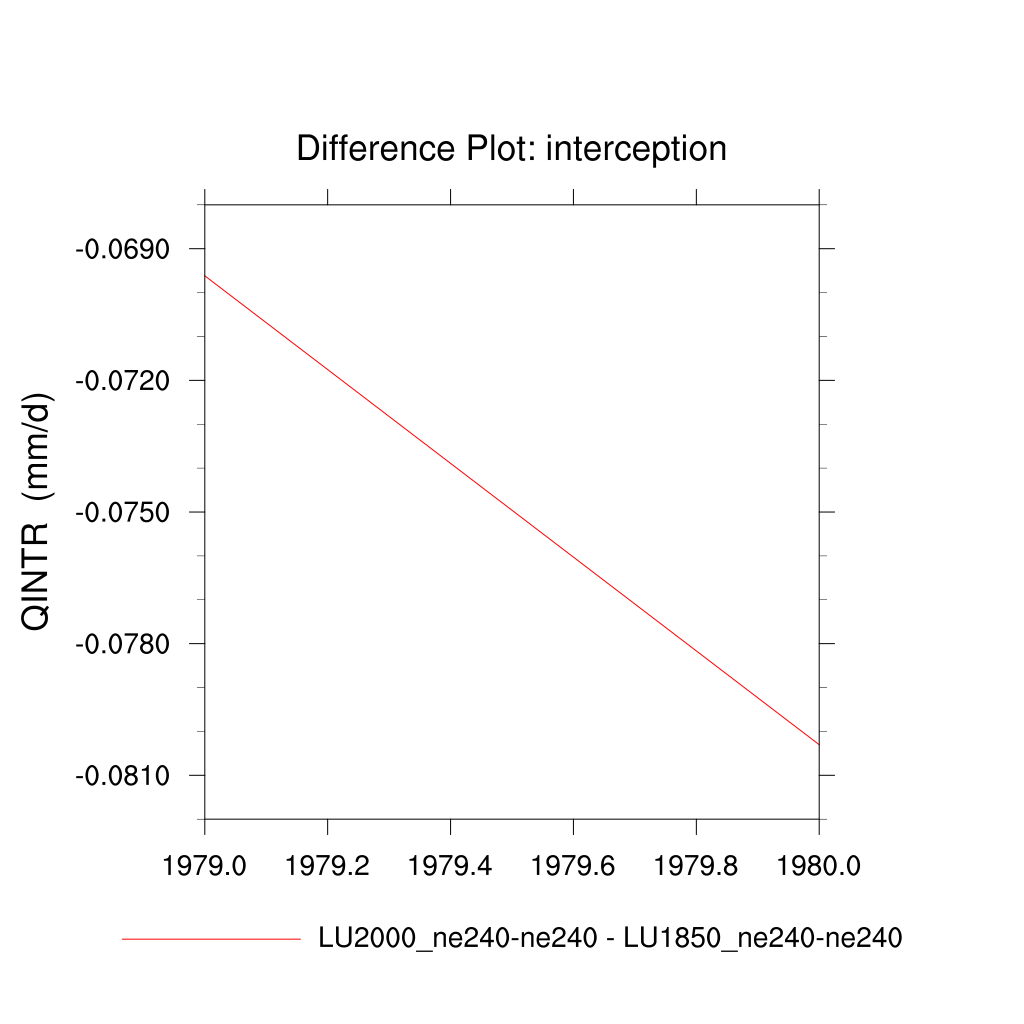 Difference Plot: interception
-0.0690
-0.0720
-0.0750
-0.0780
-0.0810
QINTR (mm/d)
1979.0 1979.2 1979.4 1979.6 1979.8 1980.0
LU2000_ne240-ne240 - LU1850_ne240-ne240